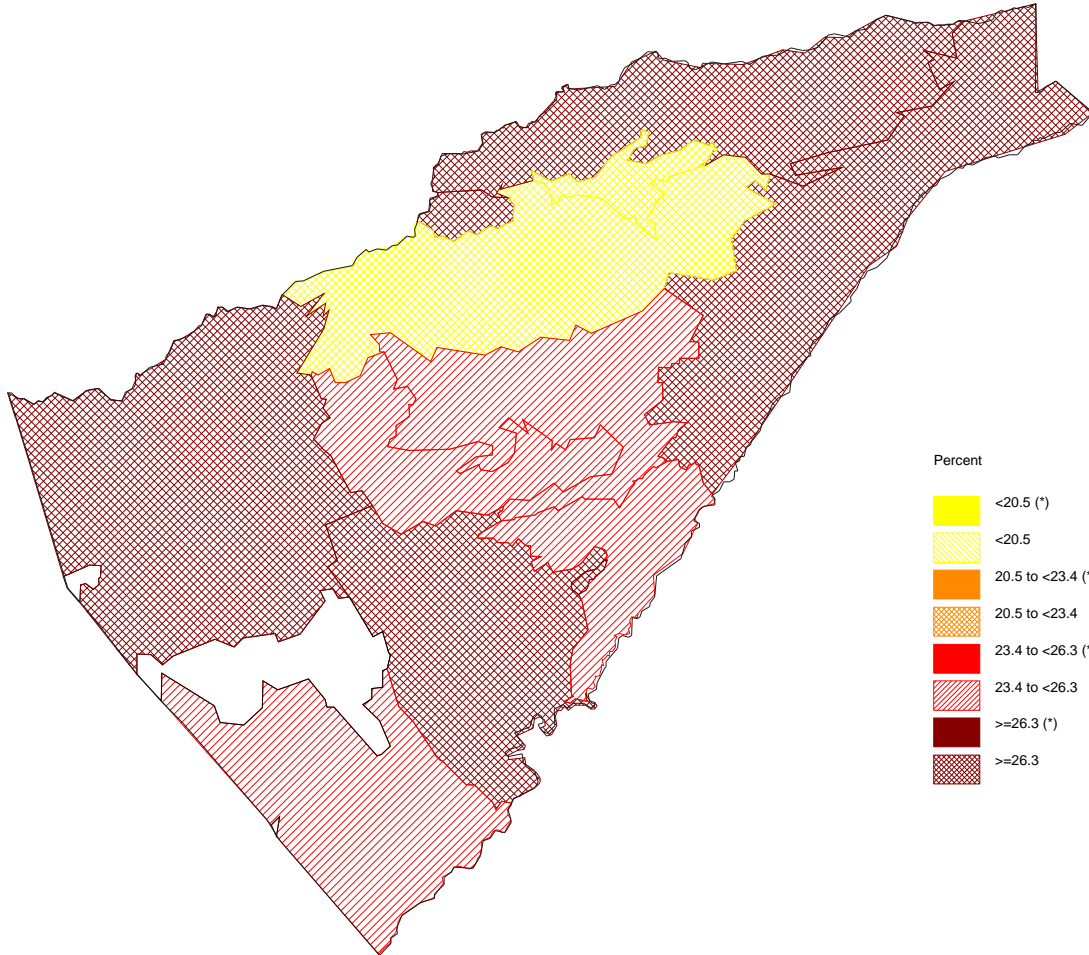 Percent
<20.5 (*)
<20.5
20.5 to <23.4 (*
20.5 to <23.4
23.4 to <26.3 (*
23.4 to <26.3
>=26.3 (*)
>=26.3